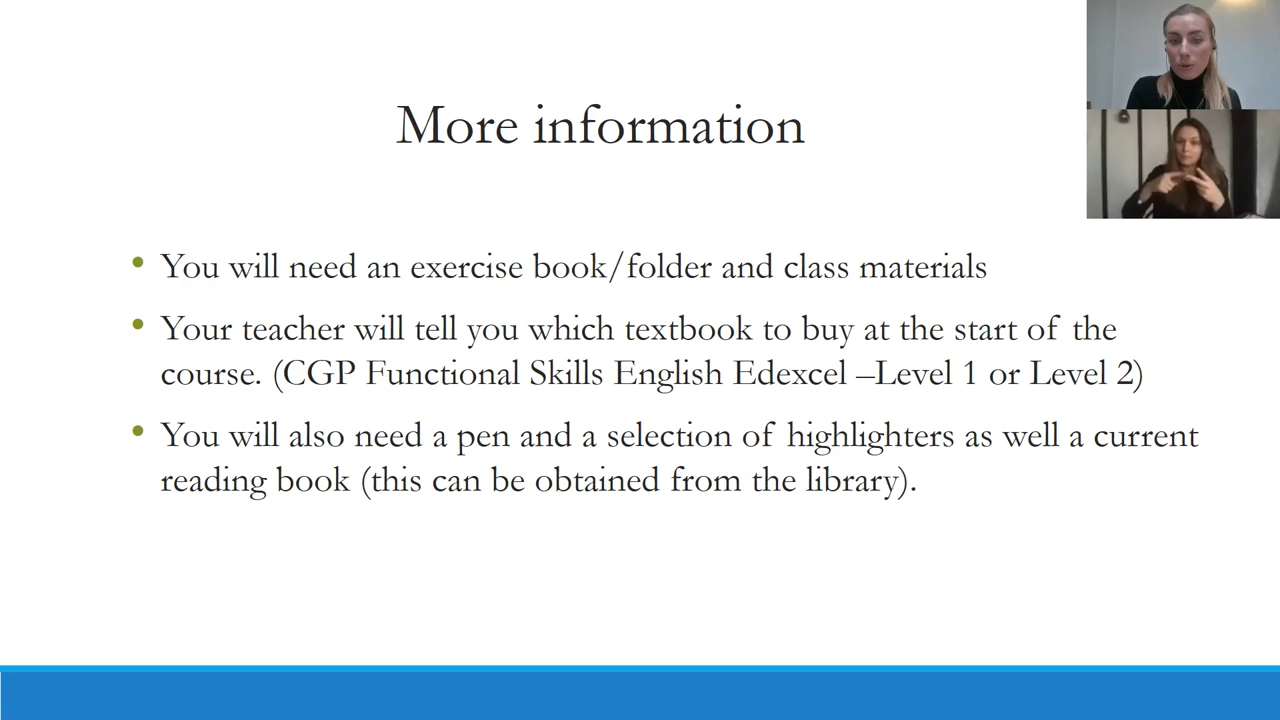 More information
• You will need an exercise book/folder and class materials
• Your teacher will tell you which textbook to buy at the start of the
course. (CGP Functional Skills English Edexcel –Level 1 or Level 2)
• You will also need a pen and a selection of highlighters as well a current
reading book (this can be obtained from the library).